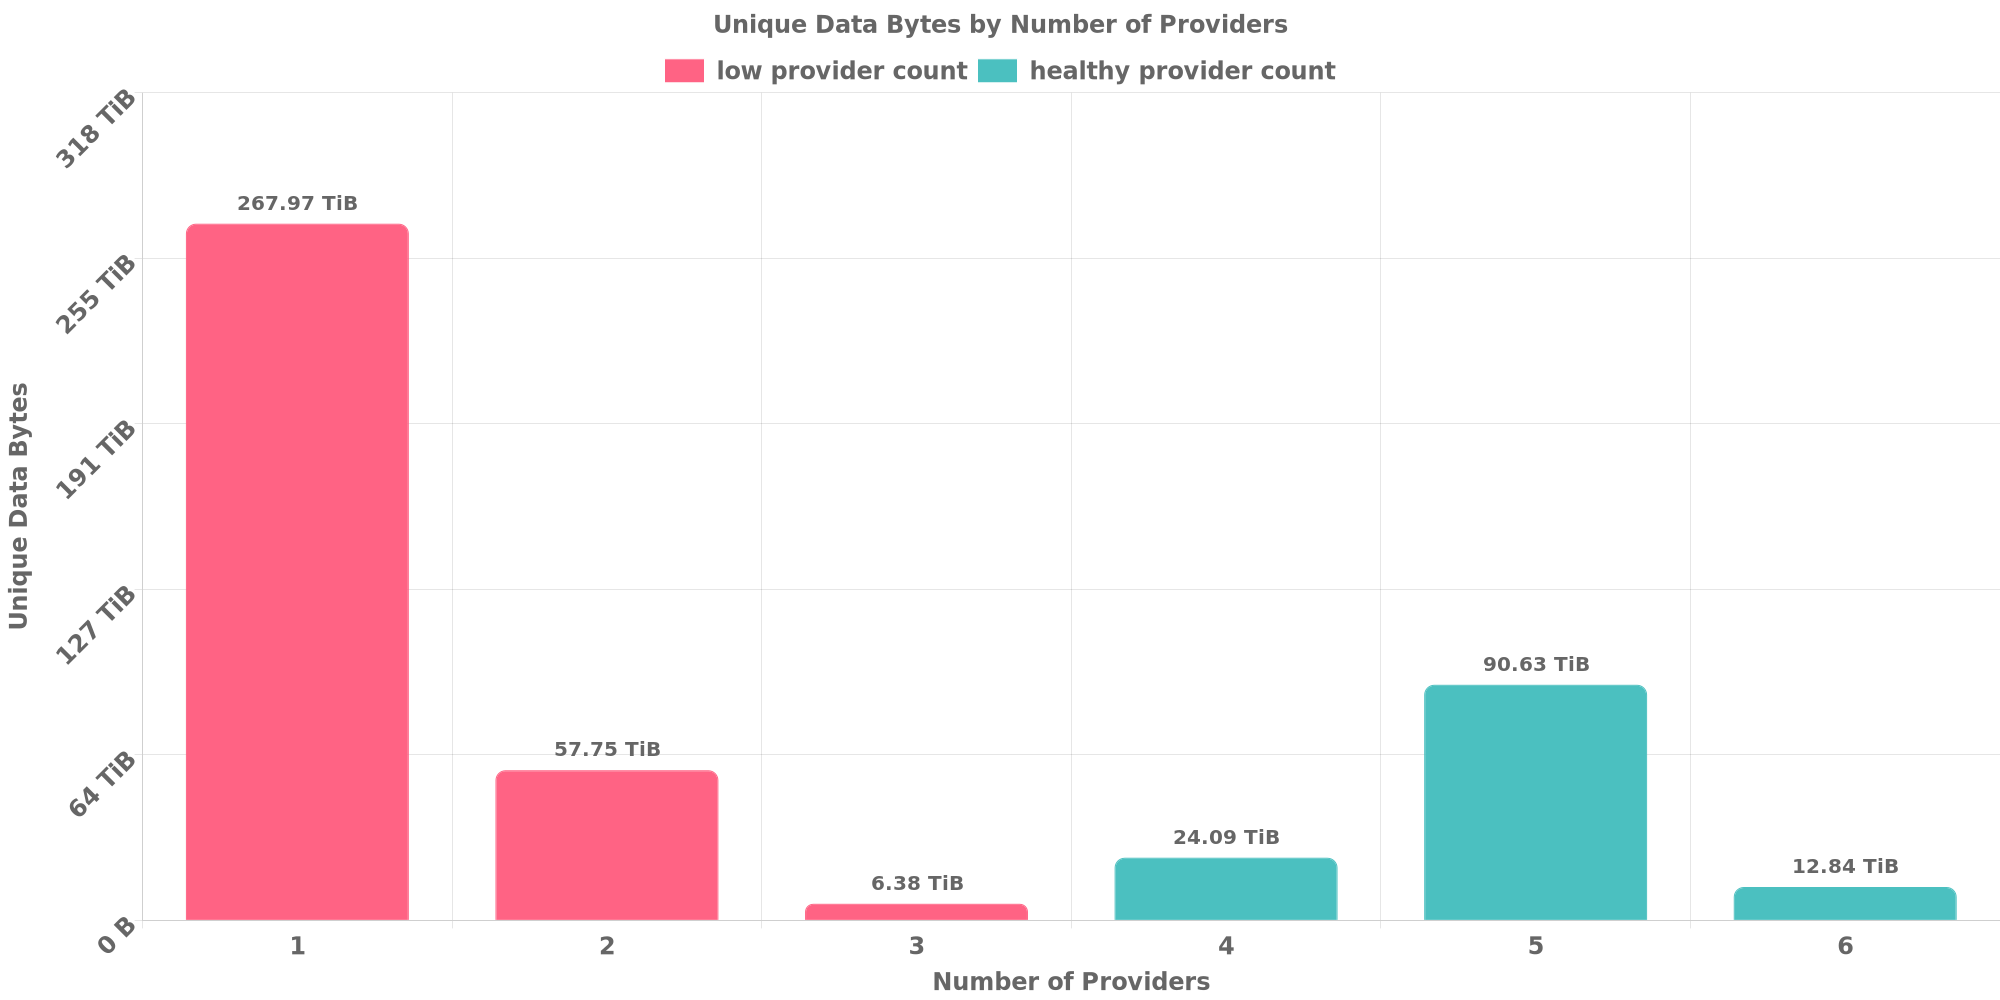 Unique Data Bytes by Number of Providers
low provider count
healthy provider count
318 TiB
255 TiB
191 TiB
127 TiB
64 TiB
0 B
Unique Data Bytes
267.97 TiB
57.75 TiB
6.38 TiB
24.09 TiB
90.63 TiB
12.84 TiB
1 2 3 4 5 6
Number of Providers